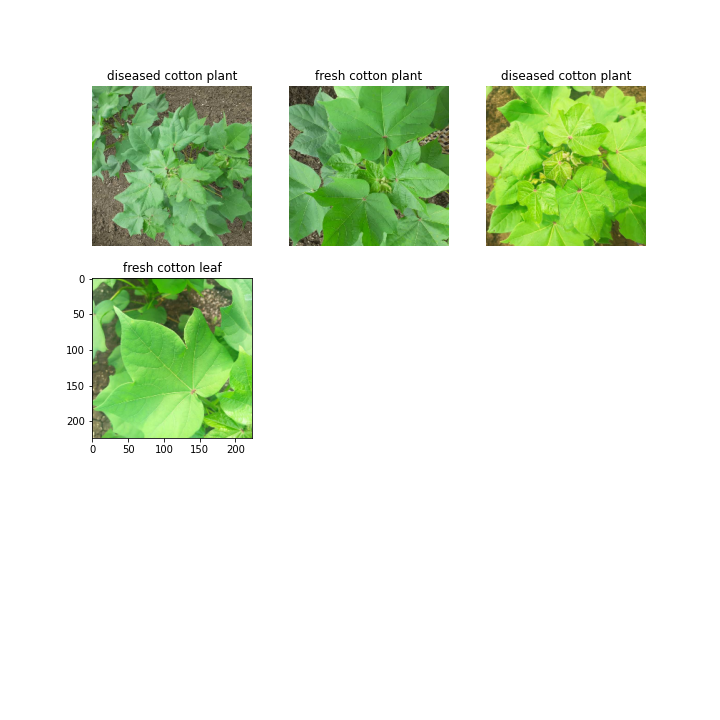 diseased cotton plant
fresh cotton plant
diseased cotton plant
fresh cotton leaf
0
50
100
150
200
0 50 100 150 200